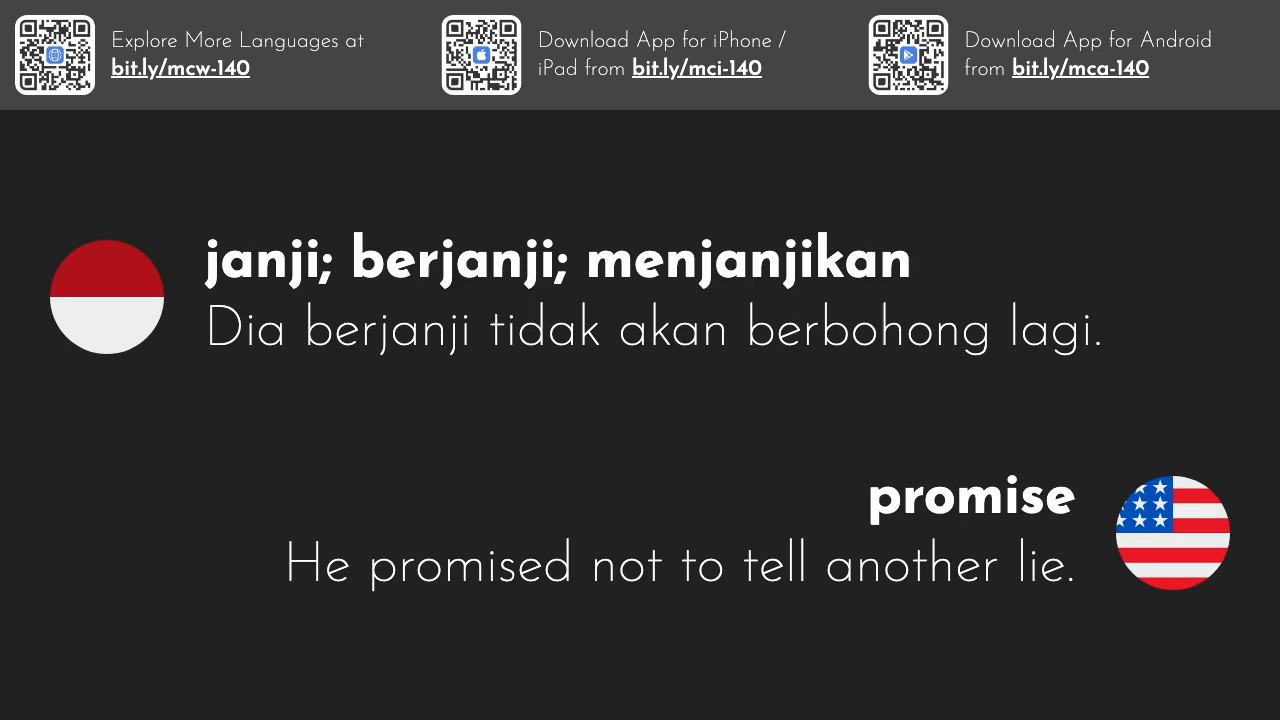 Explore More Languages at
bit.ly/mcw-140
Download App for iPhone /
iPad from bit.ly/mci-140
Download App for Android
from bit.ly/mca-140
janji; berjanji; menjanjikan
Dia berjanji tidak akan berbohong lagi.
promise
He promised not to tell another lie.